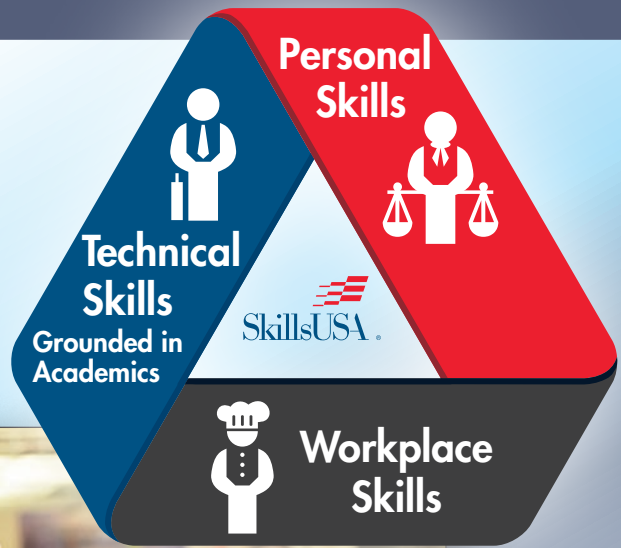 Personal
Skills
Technical
Skills
Grounded in
Academics
SkillsUSA®
Workplace
Skills